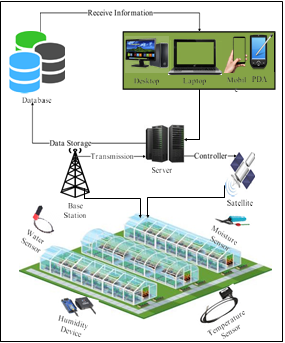 Receive Information
Desktop
Laptop
Mobil
PDA
Database
Data Storage
Transmission
Server
Controller
Base
Station
Satellite
Water
Sensor
Moisture
Sensor
Humidity
Device
Temperature
Sensor